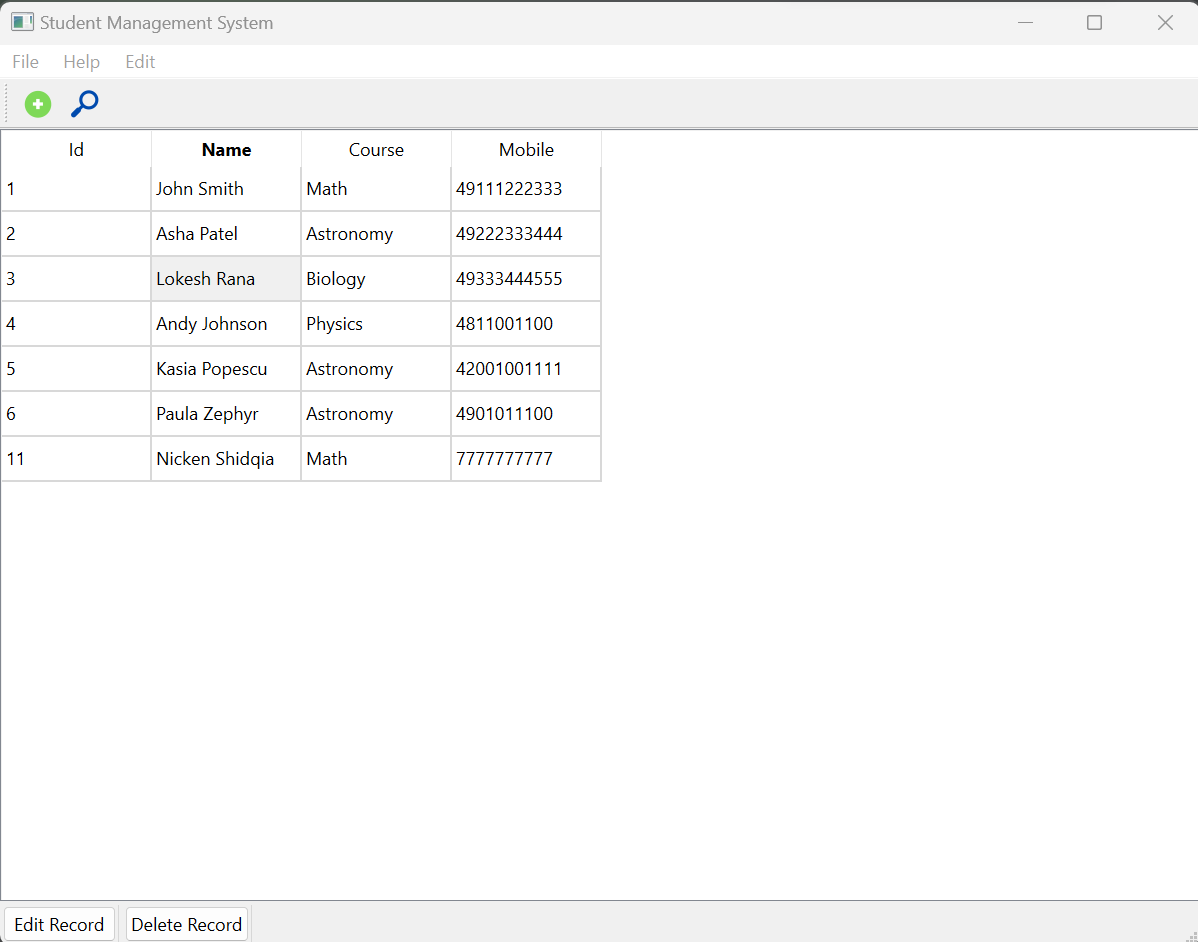 Student Management System
File Help Edit
Id Name Course Mobile
1 John Smith Math 49111222333
2 Asha Patel Astronomy 49222333444
3 Lokesh Rana Biology 49333444555
4 Andy Johnson Physics 4811001100
5 Kasia Popescu Astronomy 42001001111
6 Paula Zephyr Astronomy 4901011100
11 Nicken Shidqia Math 7777777777
Edit Record Delete Record